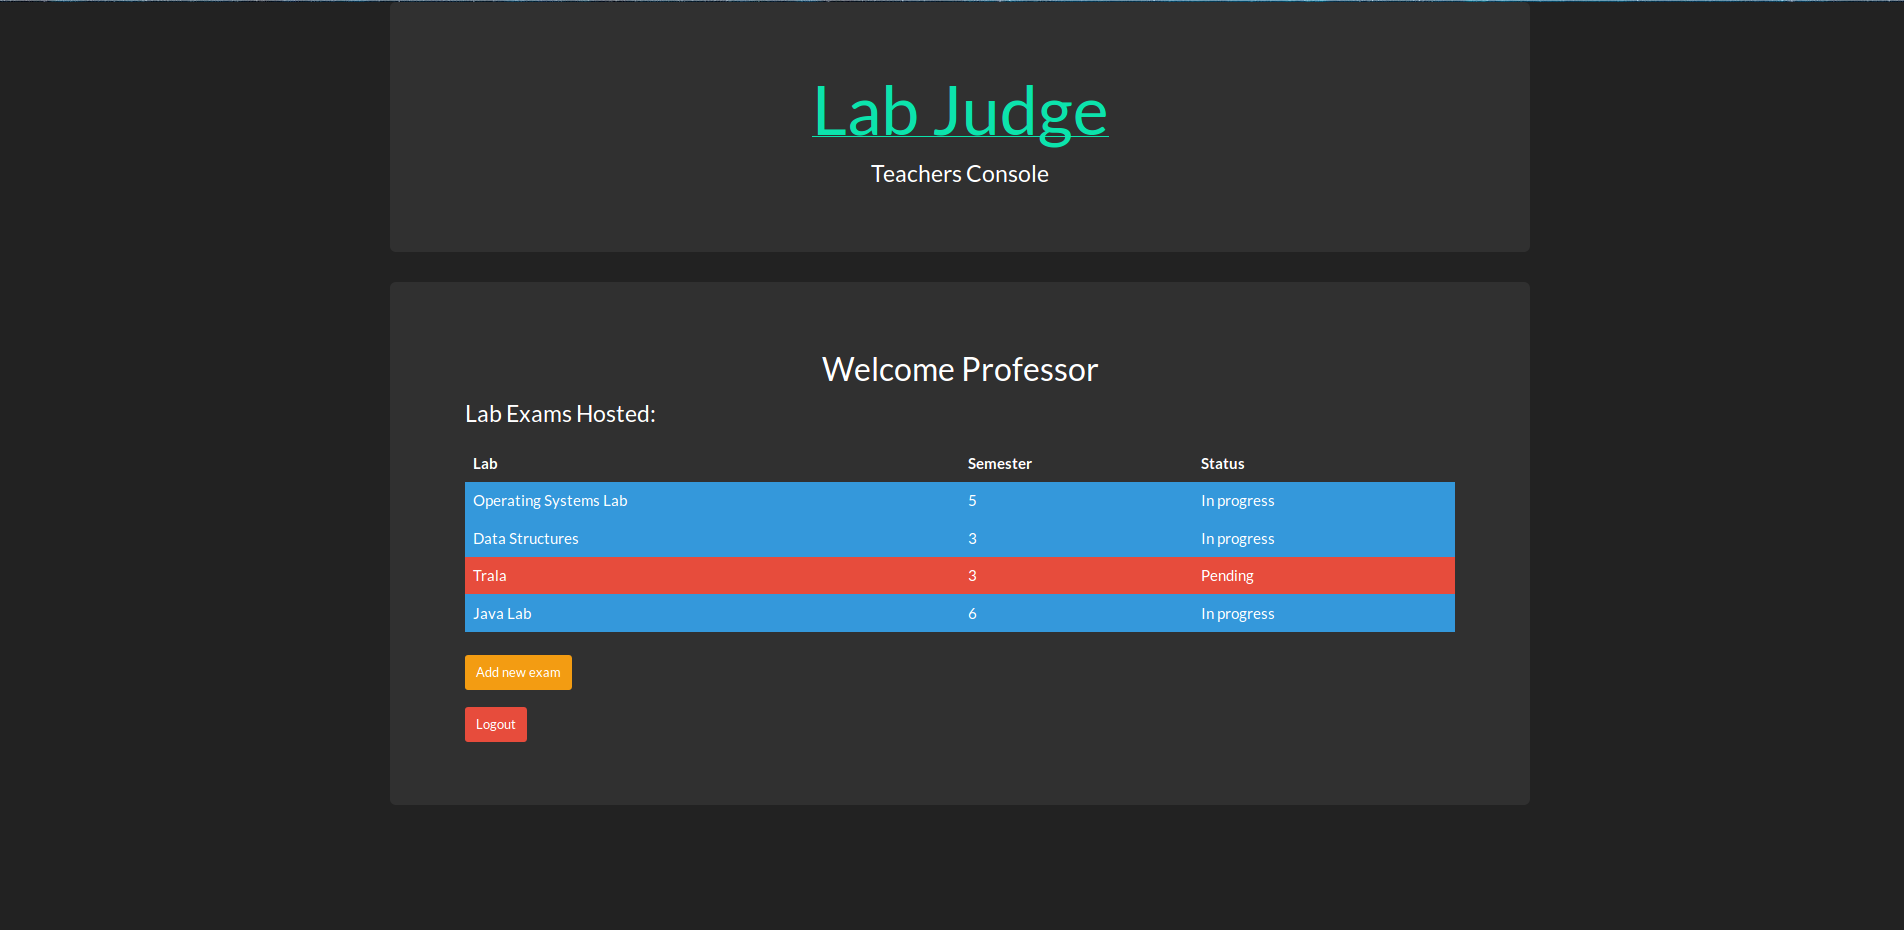 Lab Judge
Teachers Console
Welcome Professor
Lab Exams Hosted:
Lab Semester Status
Operating Systems Lab 5 In progress
Data Structures 3 In progress
Trala 3 Pending
Java Lab 6 In progress
Add new exam
Logout